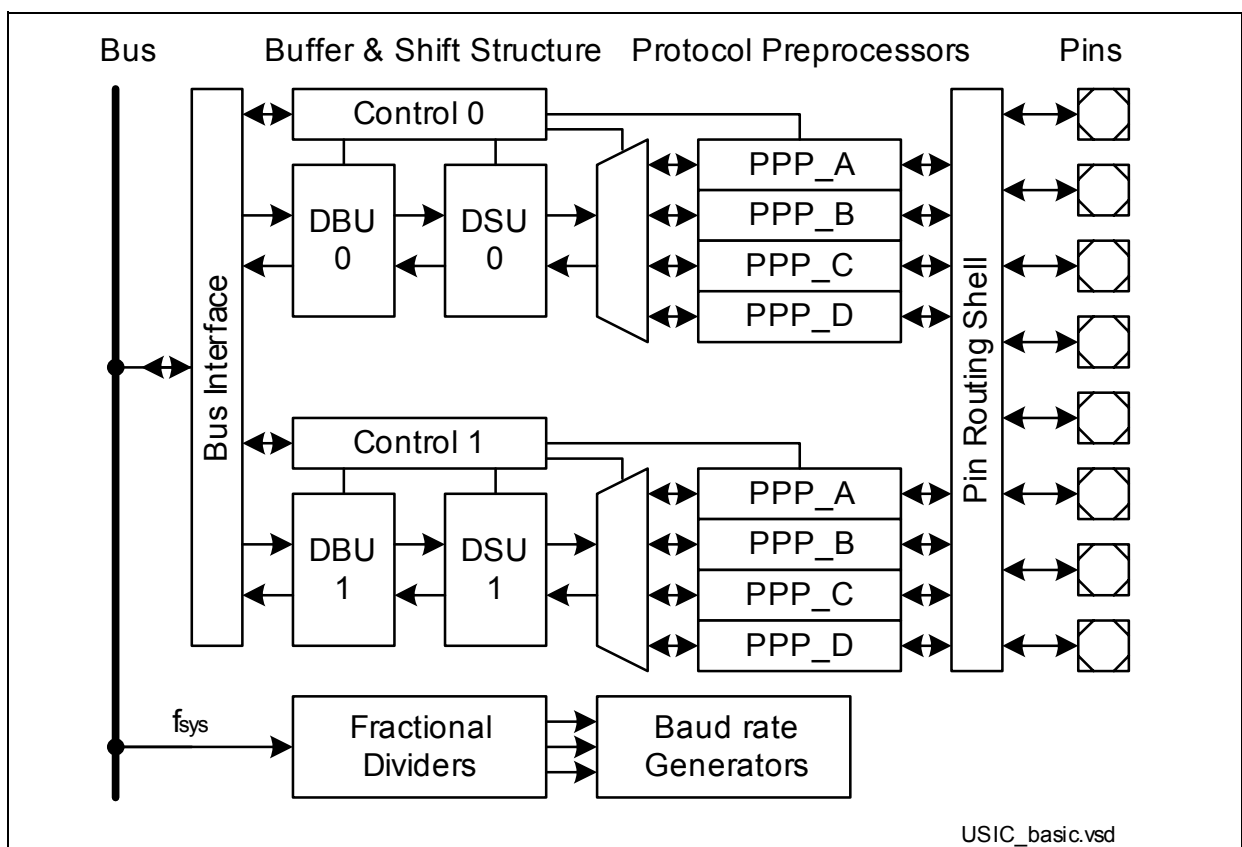 Bus
Buffer & Shift Structure
Protocol Preprocessors
Pins
Bus Interface
Control 0
DBU
0
DSU
0
PPP_A
PPP_B
PPP_C
PPP_D
Control 1
DBU
1
DSU
1
PPP_A
PPP_B
PPP_C
PPP_D
Pin Routing Shell
fsys
Fractional
Dividers
Baud rate
Generators
USIC_basic.vsd